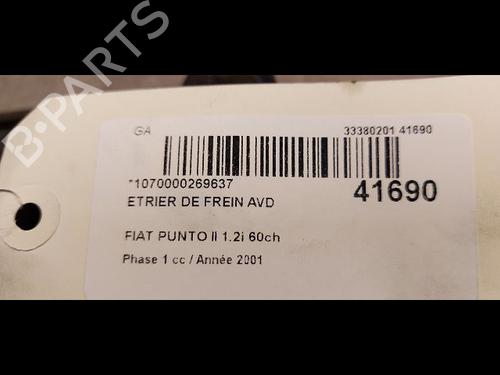 B-PARTS
GA
33380201 41690
*1070000269637
41690
ETRIER DE FREIN AVD
FIAT PUNTO II 1.2i 60ch
Phase 1 cc / Année 2001